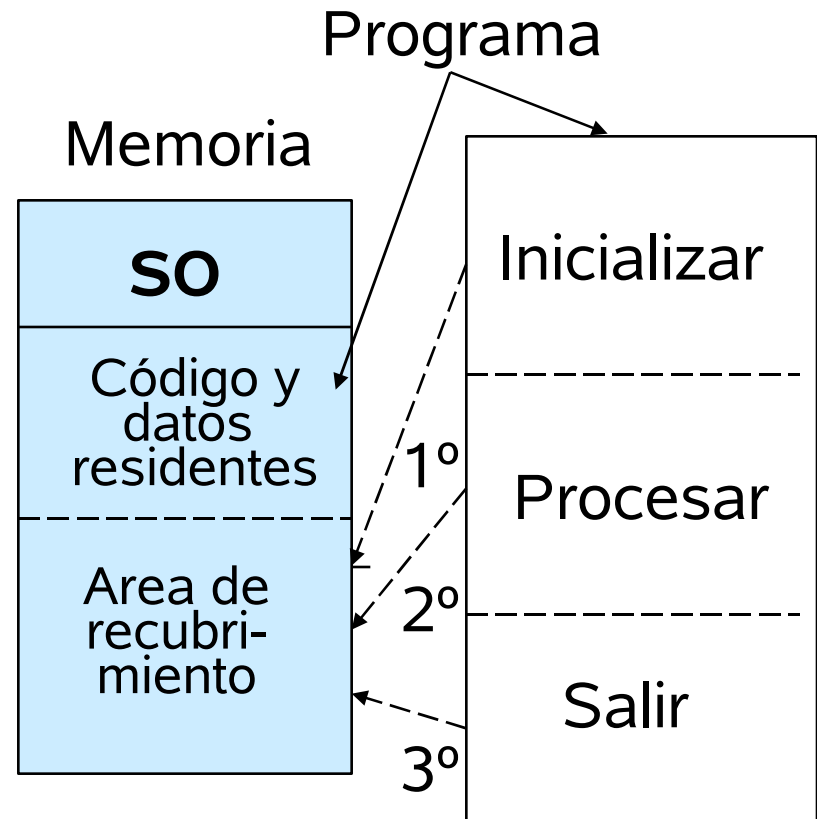 Programa
Memoria
SO
Código y
datos
residentes
Area de
recubri-
miento
Inicializar
1º
Procesar
2º
Salir
3º